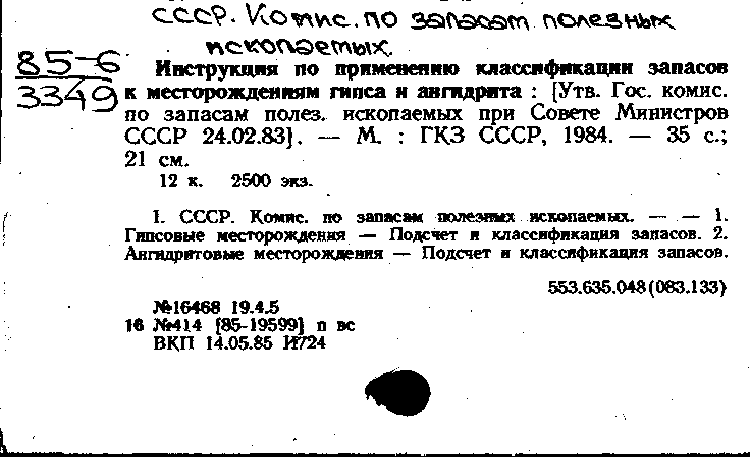 СССР. Комис. по запасам полезных
ископаемых.
85-6
3349
Инструкция по применению классификации запасов
к месторождениям гипса и ангидрита : [Утв. Гос. комис.
по запасам полез. ископаемых при Совете Министров
СССР 24.02.83]. — М. : ГКЗ СССР, 1984. — 35 с.;
21 см.
12 к. 2500 экз.
I. СССР. Комис. по запасам полезных ископаемых. — — 1.
Гипсовые месторождения — Подсчет и классификация запасов. 2.
Ангидритовые месторождения — Подсчет и классификация запасов.
553.635.048(083.133)
№16468 19.4.5
16 №414 [85-19599] п вс
ВКП 14.05.85 И724